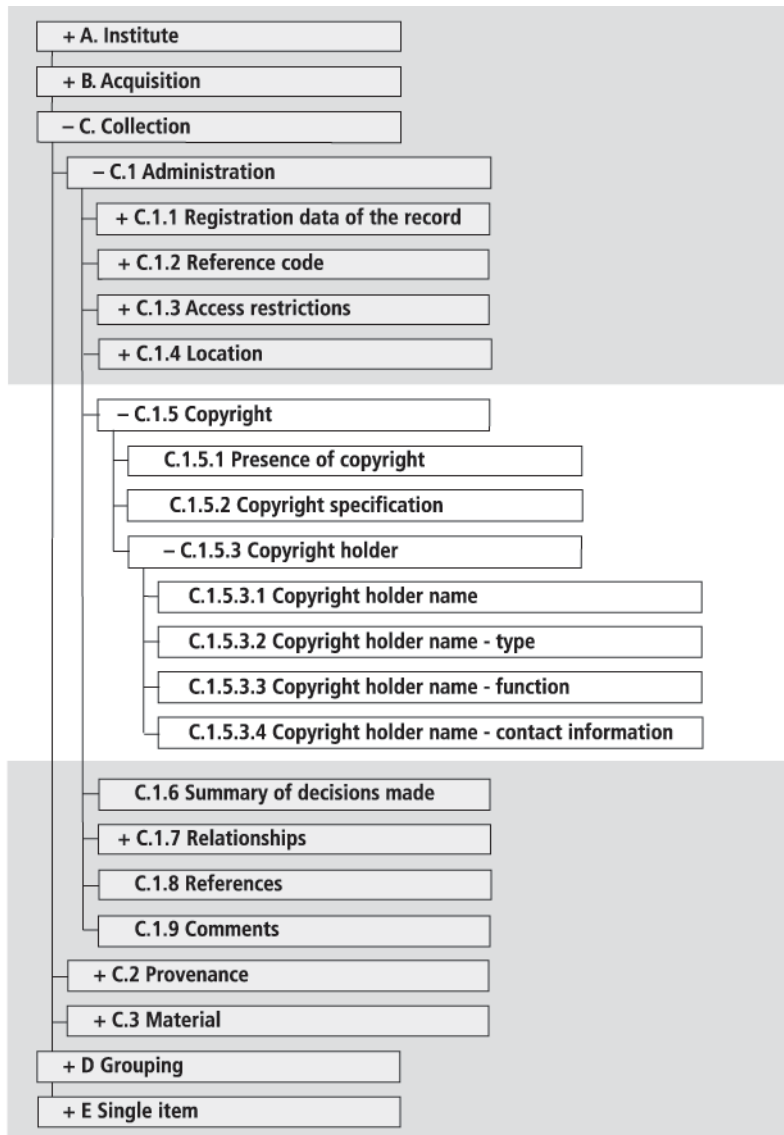 + A. Institute
+ B. Acquisition
– C. Collection
– C.1 Administration
+ C.1.1 Registration data of the record
+ C.1.2 Reference code
+ C.1.3 Access restrictions
+ C.1.4 Location
– C.1.5 Copyright
C.1.5.1 Presence of copyright
C.1.5.2 Copyright specification
– C.1.5.3 Copyright holder
C.1.5.3.1 Copyright holder name
C.1.5.3.2 Copyright holder name - type
C.1.5.3.3 Copyright holder name - function
C.1.5.3.4 Copyright holder name - contact information
C.1.6 Summary of decisions made
+ C.1.7 Relationships
C.1.8 References
C.1.9 Comments
+ C.2 Provenance
+ C.3 Material
+ D Grouping
+ E Single item